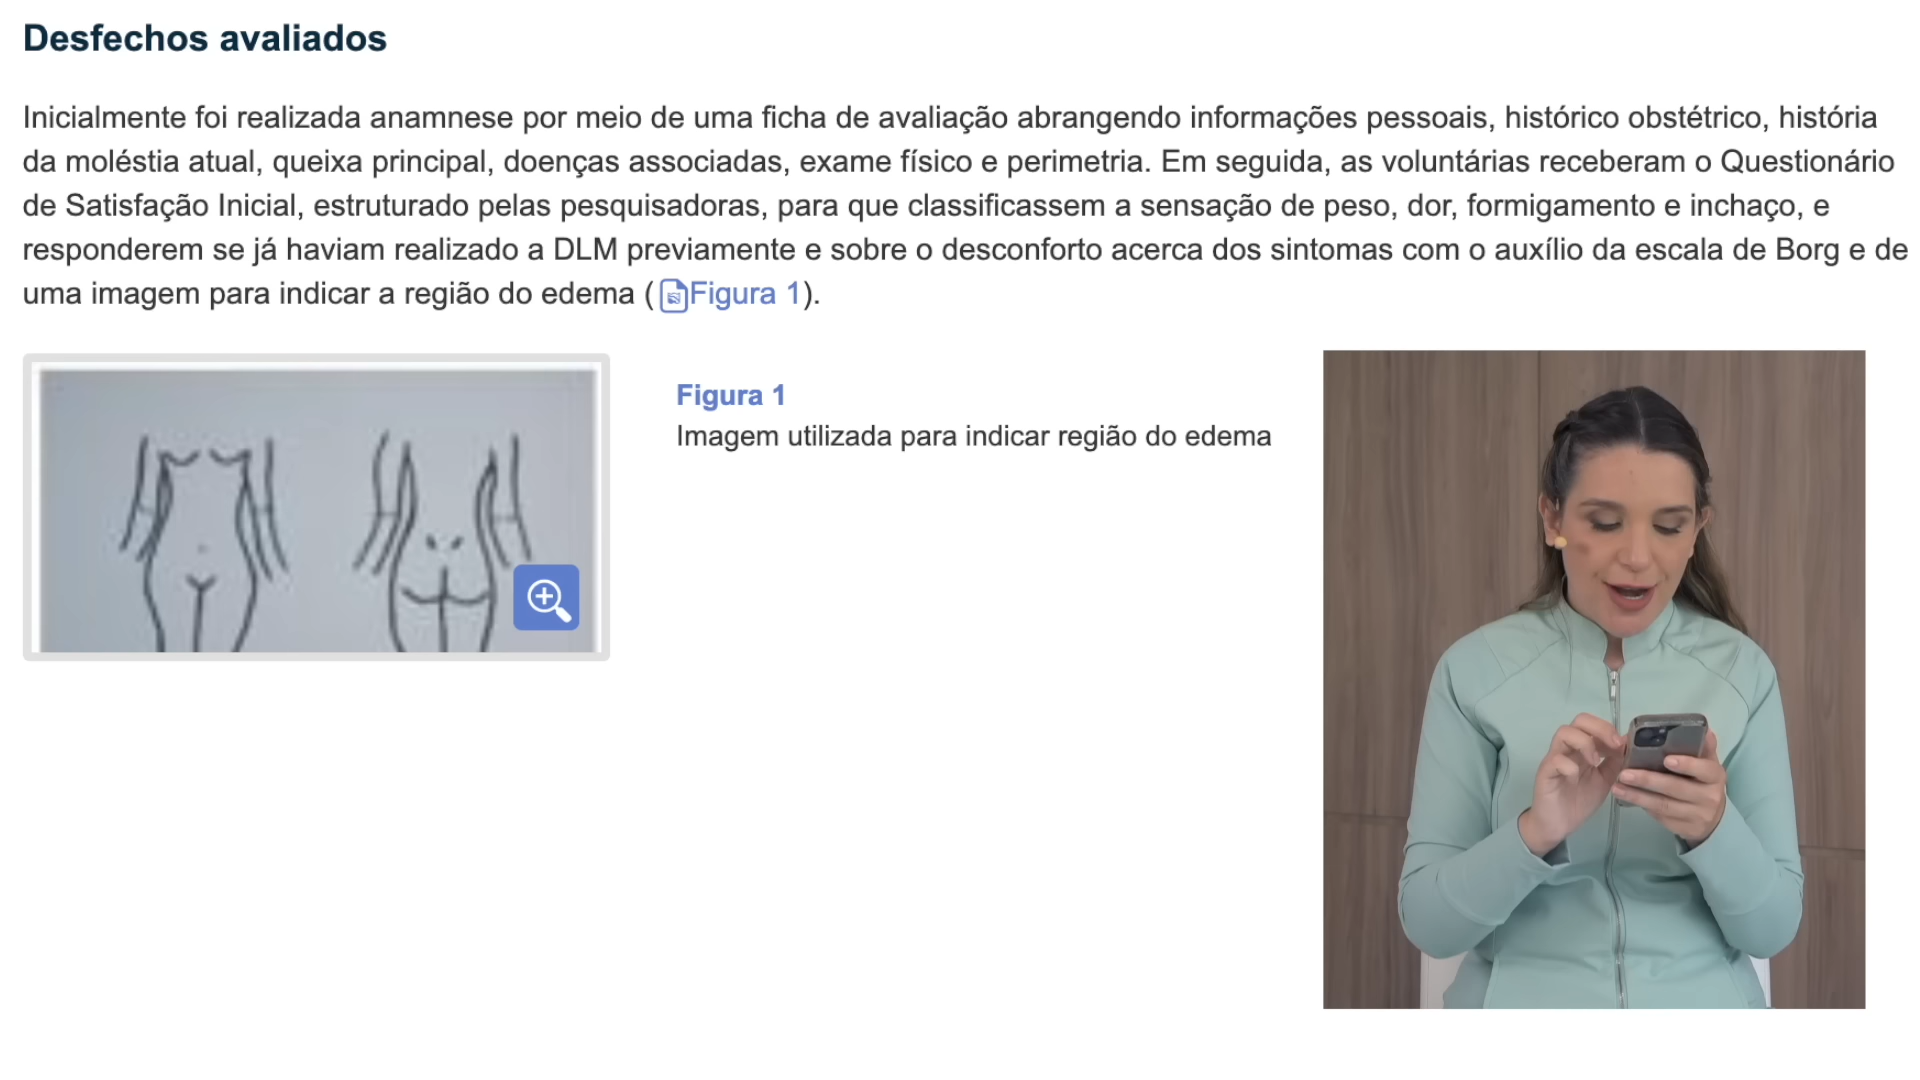 Desfechos avaliados
Inicialmente foi realizada anamnese por meio de uma ficha de avaliação abrangendo informações pessoais, histórico obstétrico, história
da moléstia atual, queixa principal, doenças associadas, exame físico e perimetria. Em seguida, as voluntárias receberam o Questionário
de Satisfação Inicial, estruturado pelas pesquisadoras, para que classificassem a sensação de peso, dor, formigamento e inchaço, e
responderem se já haviam realizado a DLM previamente e sobre o desconforto acerca dos sintomas com o auxílio da escala de Borg e de
uma imagem para indicar a região do edema (Figura 1).
Figura 1
Imagem utilizada para indicar região do edema